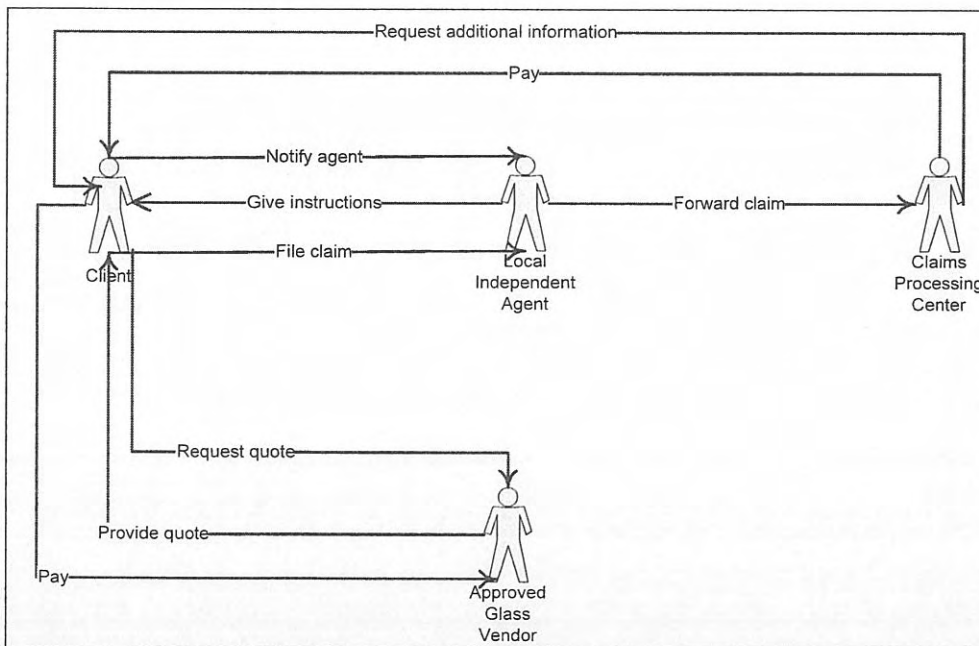 Request additional information
Pay
Notify agent
Give instructions
Forward claim
File claim
Client
Local
Independent
Agent
Claims
Processing
Center
Request quote
Provide quote
Pay
Approved
Glass
Vendor